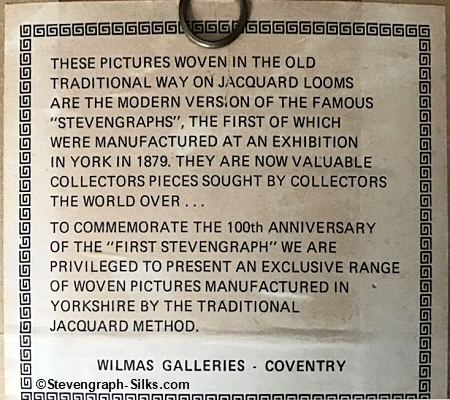 THESE PICTURES WOVEN IN THE OLD
TRADITIONAL WAY ON JACQUARD LOOMS
ARE THE MODERN VERSION OF THE FAMOUS
"STEVENGRAPHS", THE FIRST OF WHICH
WERE MANUFACTURED AT AN EXHIBITION
IN YORK IN 1879. THEY ARE NOW VALUABLE
COLLECTORS PIECES SOUGHT BY COLLECTORS
THE WORLD OVER . . .
TO COMMEMORATE THE 100th ANNIVERSARY
OF THE "FIRST STEVENGRAPH" WE ARE
PRIVILEGED TO PRESENT AN EXCLUSIVE RANGE
OF WOVEN PICTURES MANUFACTURED IN
YORKSHIRE BY THE TRADITIONAL
JACQUARD METHOD.
WILMAS GALLERIES - COVENTRY
©Stevengraph-Silks.com